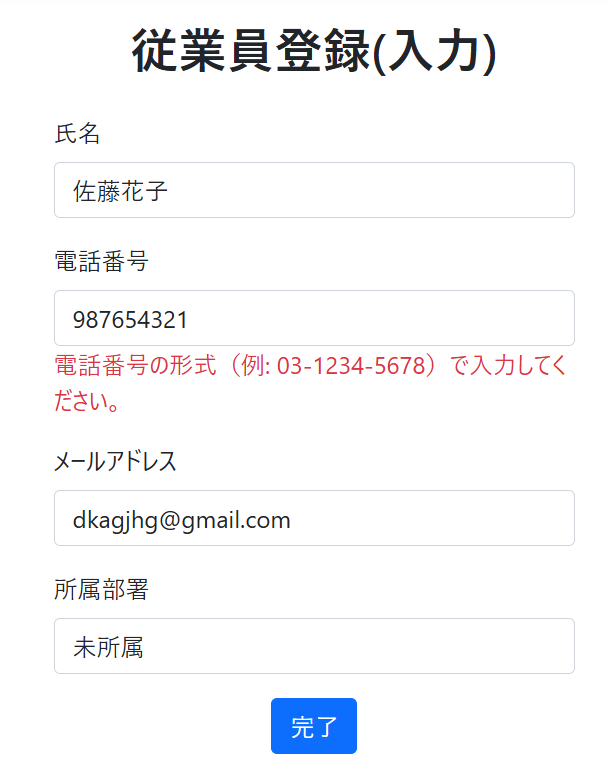 従業員登録(入力)
氏名
佐藤花子
電話番号
987654321
電話番号の形式（例: 03-1234-5678）で入力してく
ださい。
メールアドレス
dkagjhg@gmail.com
所属部署
未所属
完了